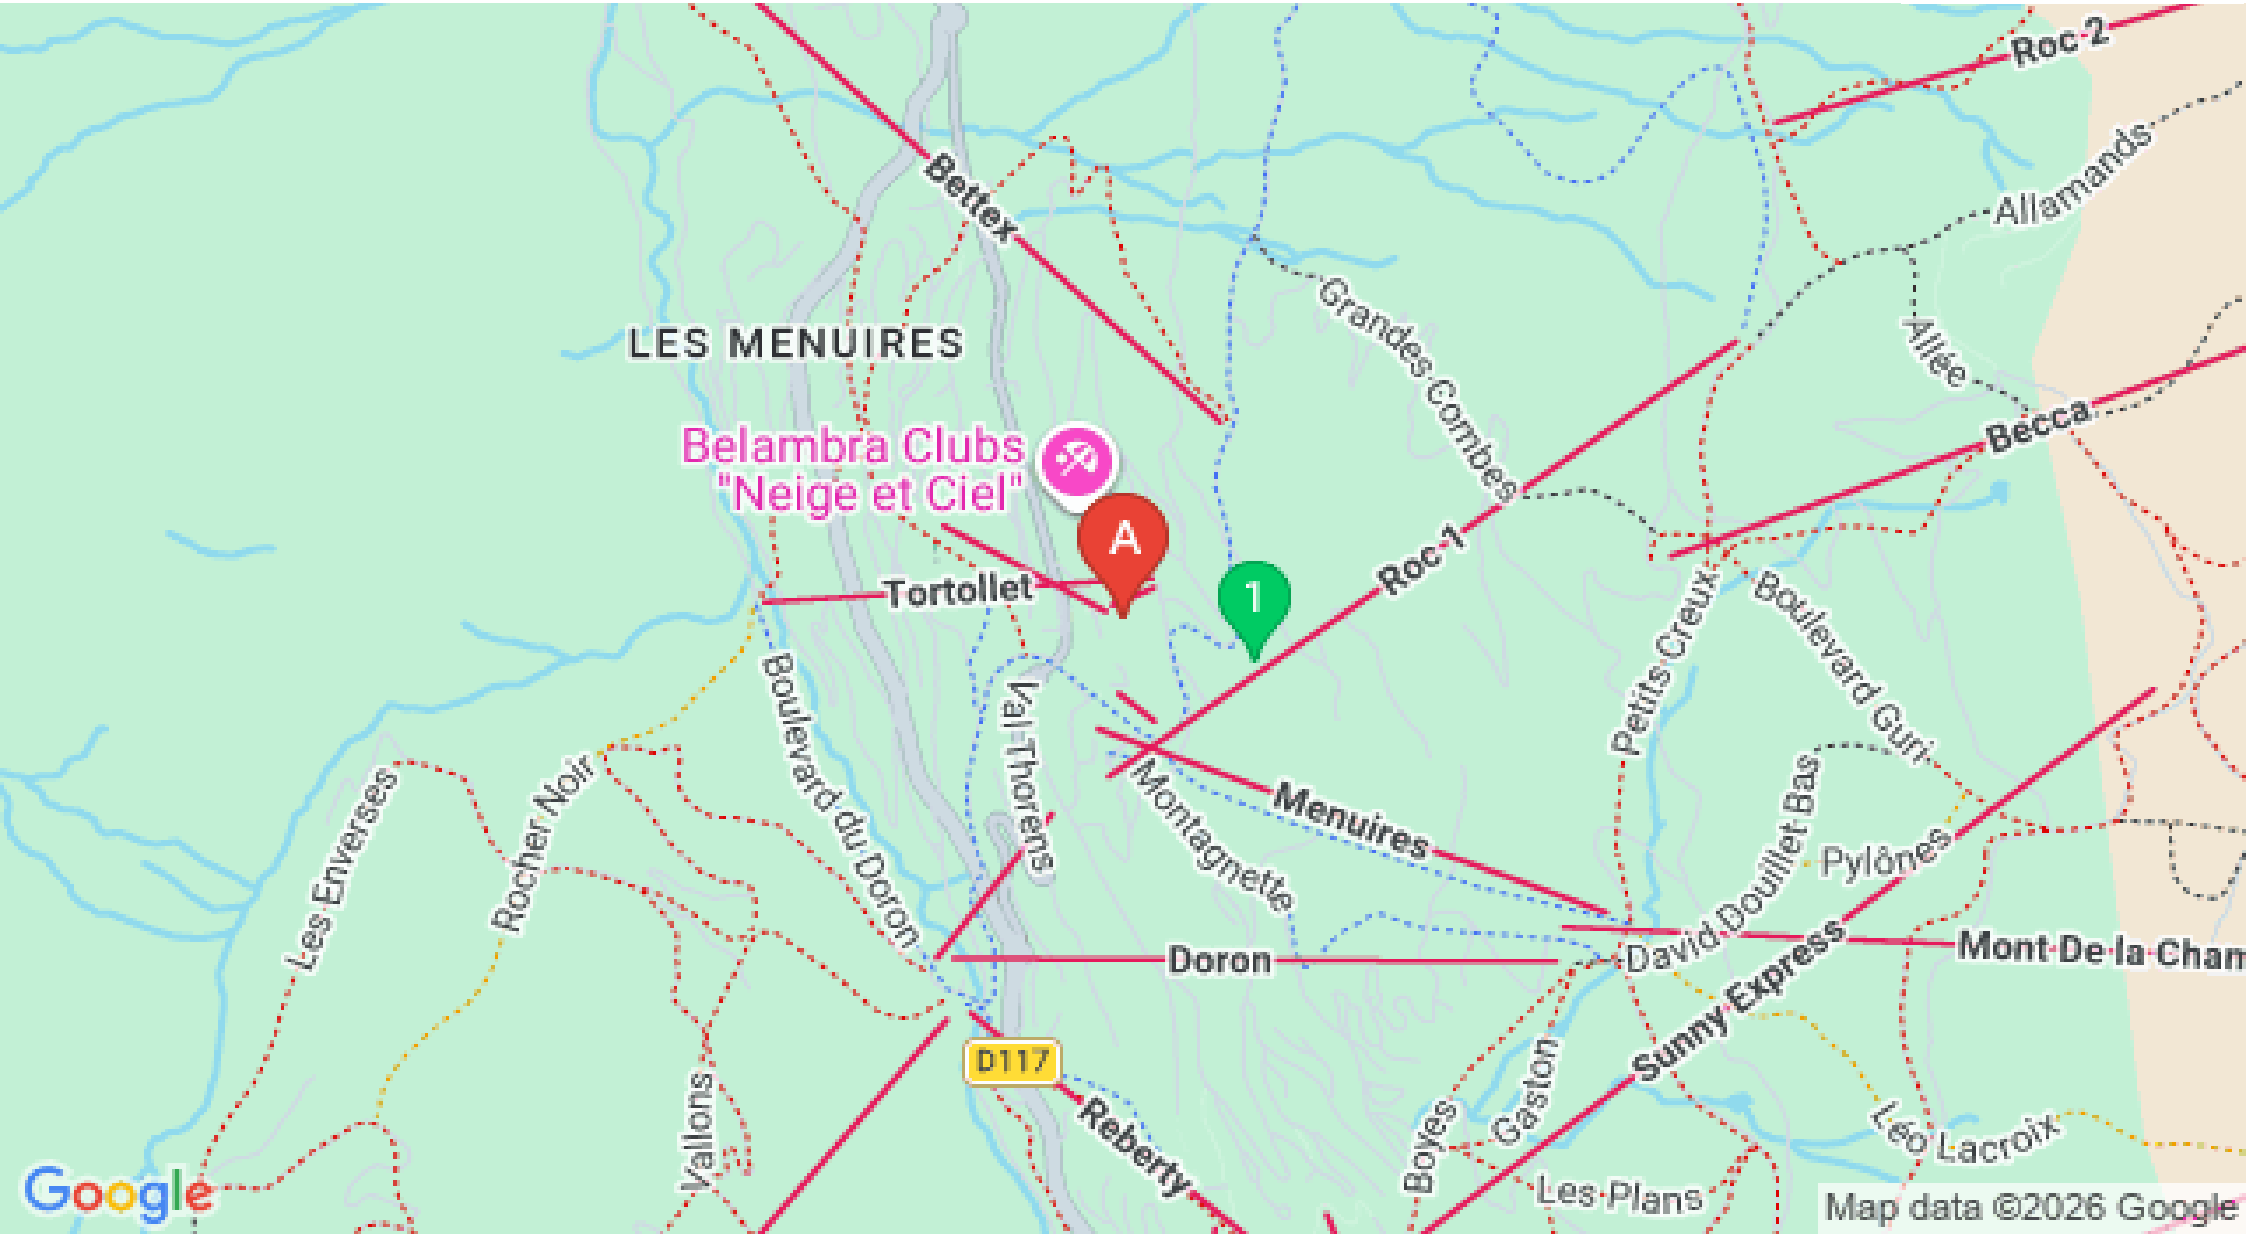 Roc 2
Allamands
Bettex
Grandes Combes
Allée
LES MENUIRES
Becca
Belambra Clubs
"Neige et Ciel"
A
Roc 1
1
Tortollet
Petits Creux
Boulevard Guri
Boulevard du Doron
Val Thorens
Montagnette
Menuires
Les Enverses
Rocher Noir
David Douillet Bas
Pylônes
Doron
Mont De la Cham
Sunny Express
D117
Reberty
Vallons
Boyes
Gaston
Léo Lacroix
Les Plans
Google
Map data ©2026 Google